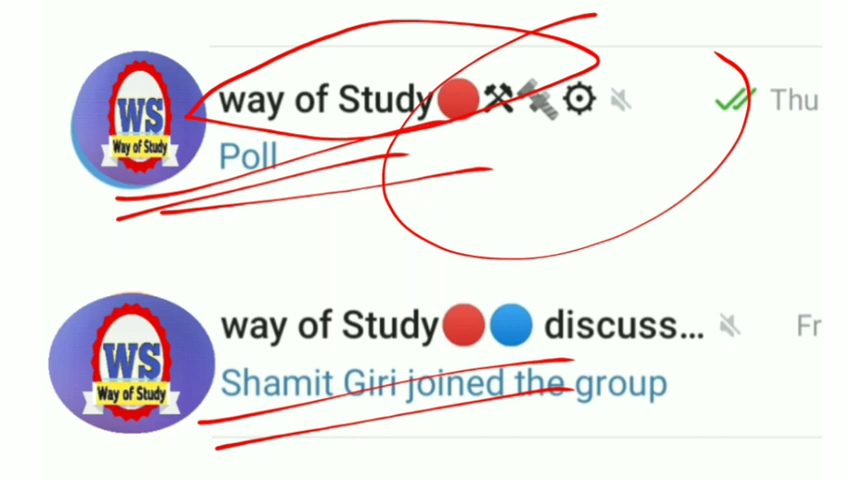 WS
Way of Study
way of Study🔴⚒🔩⚙ Thu
Poll
WS
Way of Study
way of Study🔴🔵 discuss... Fr
Shamit Giri joined the group